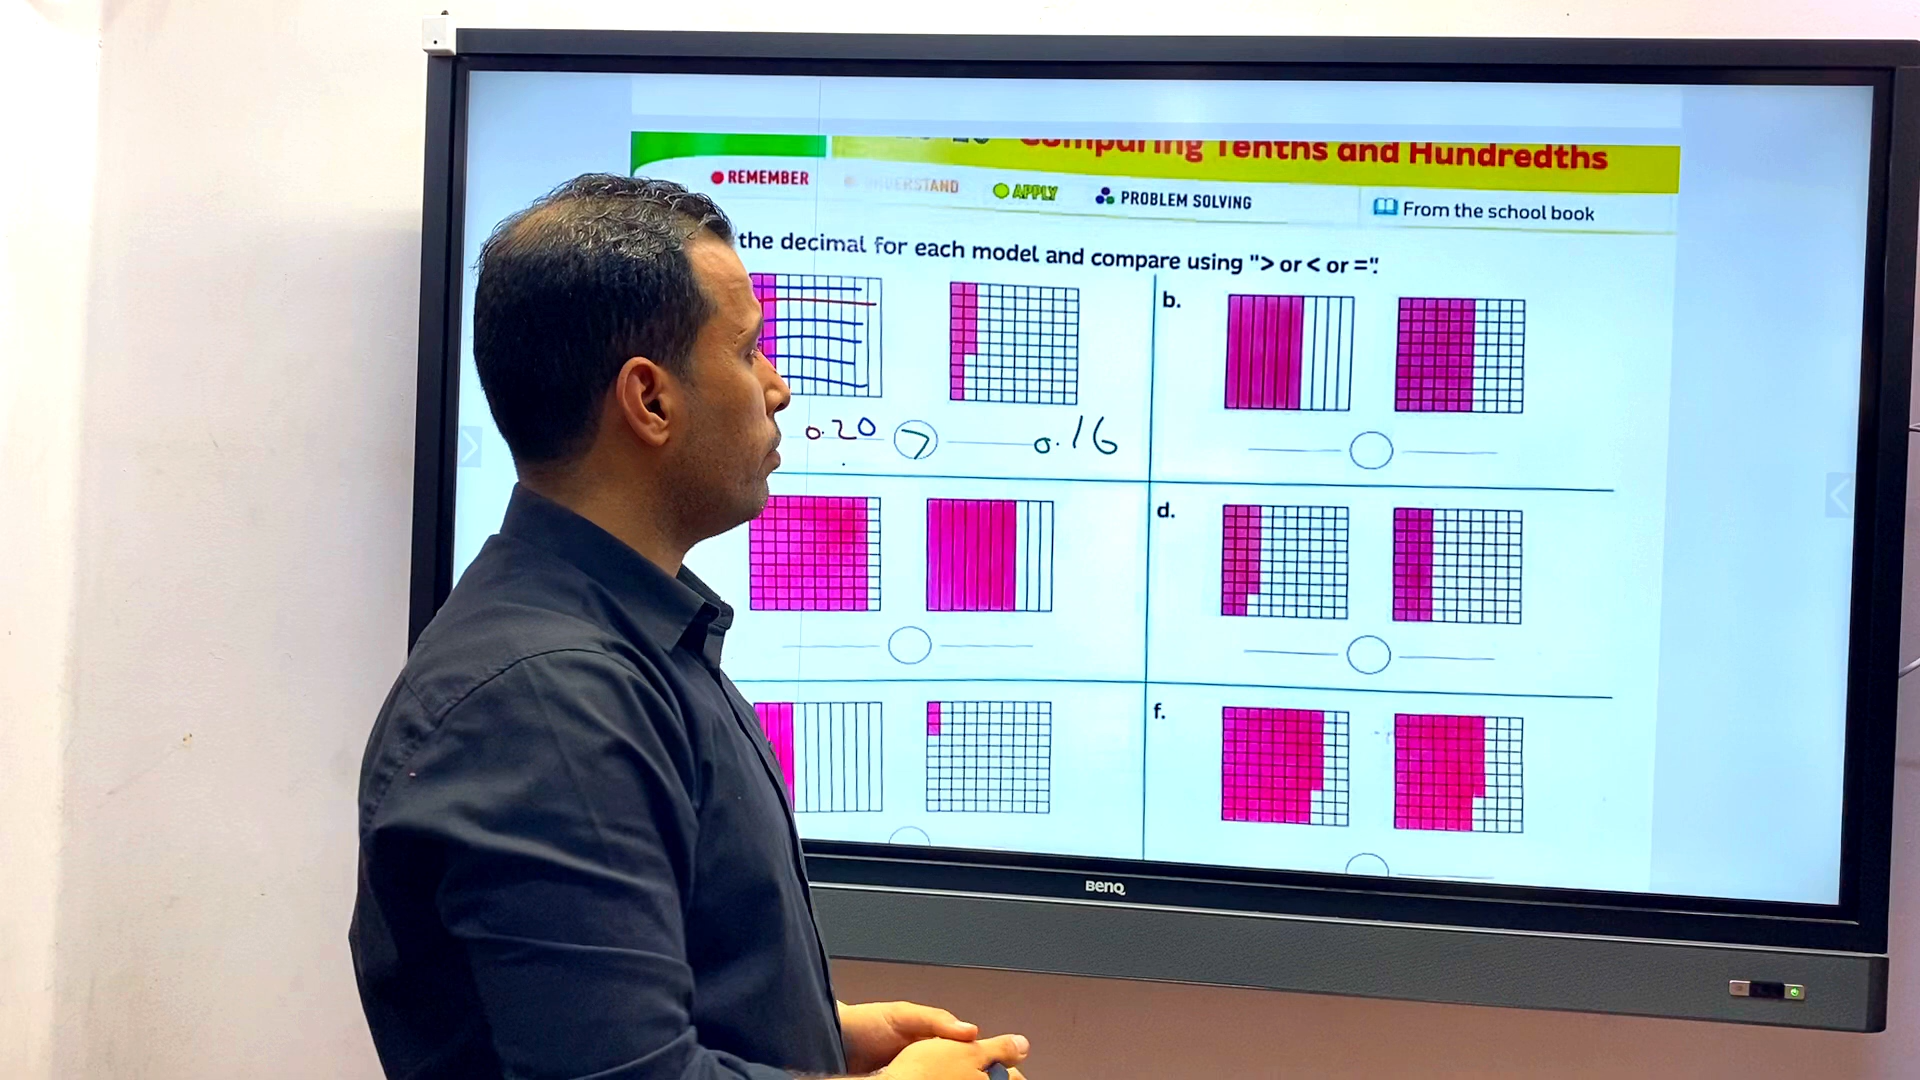 Comparing Tenths and Hundredths
REMEMBER UNDERSTAND APPLY PROBLEM SOLVING From the school book
the decimal for each model and compare using "> or < or =".
b.
0.20 > 0.16
d.
f.
BenQ